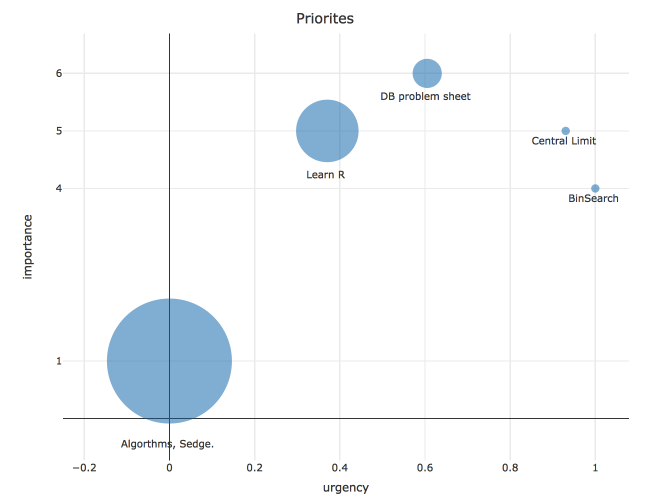 Priorites
6
DB problem sheet
5
Central Limit
Learn R
4
BinSearch
importance
1
Algorthms, Sedge.
−0.2
0
0.2
0.4
0.6
0.8
1
urgency